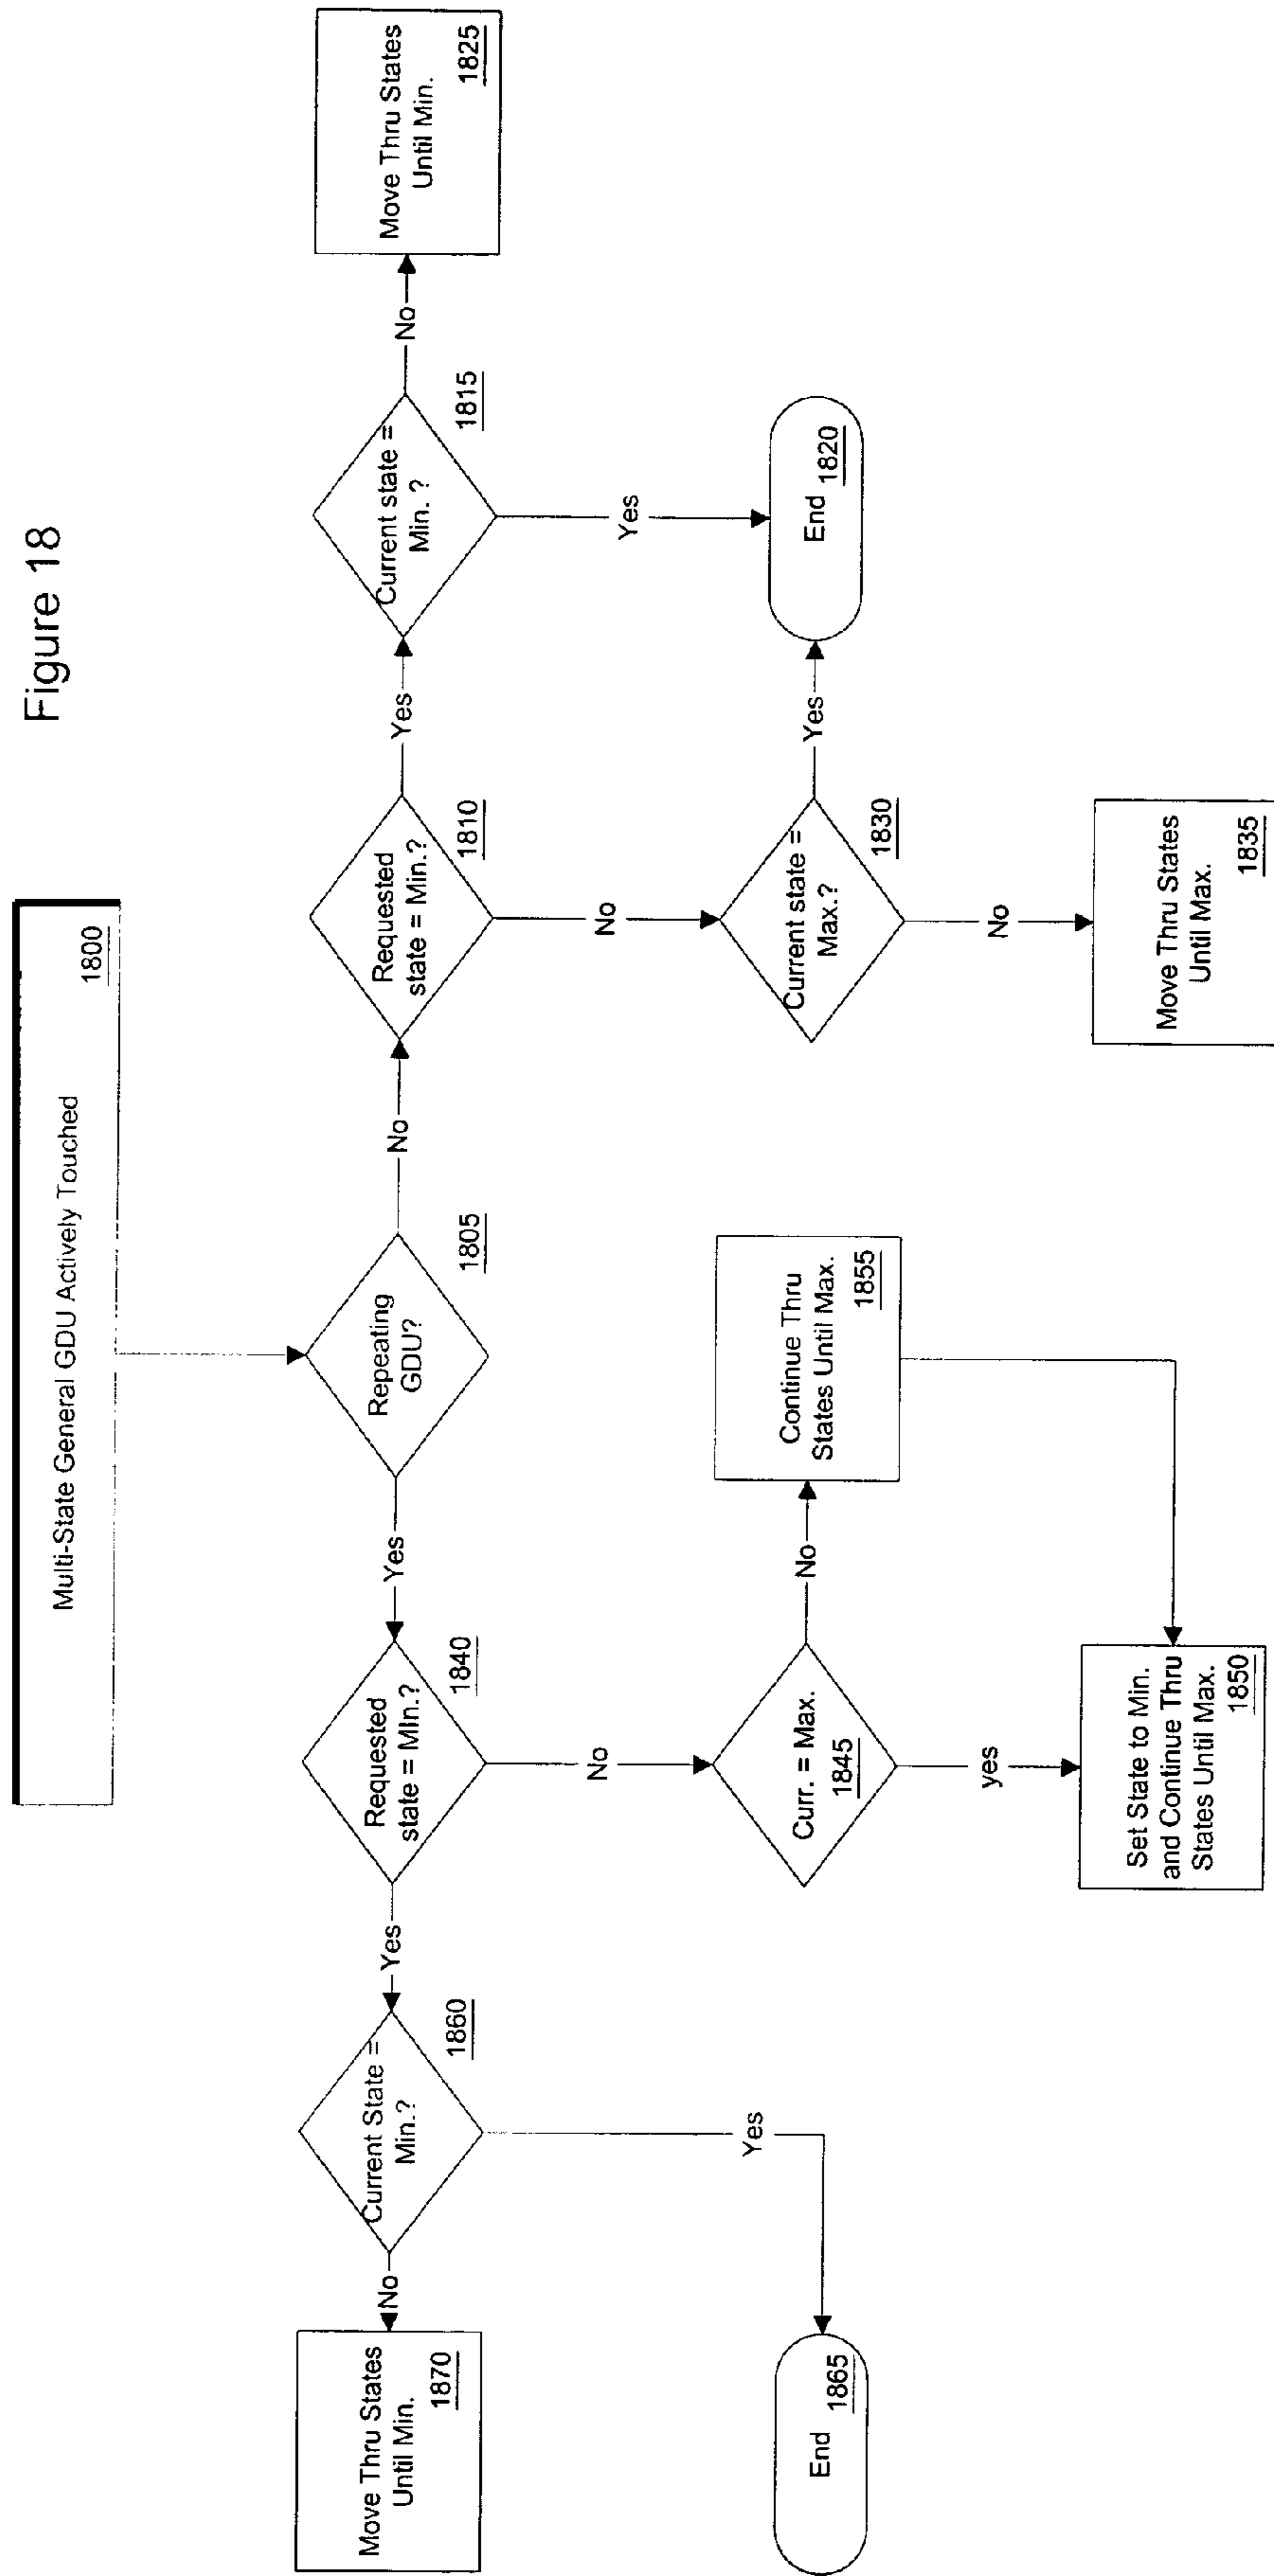 Figure 18
Multi-State General GDU Actively Touched
1800
Repeating
GDU?
1805
No
Requested
state = Min.?
1810
Yes
Current state =
Min. ?
1815
No
Move Thru States
Until Min.
1825
Yes
End
1820
No
Current state =
Max.?
1830
Yes
No
Move Thru States
Until Max.
1835
Yes
Requested
state = MIn.?
1840
No
Curr. = Max.
1845
No
Continue Thru
States Until Max.
1855
yes
Set State to Min.
and Continue Thru
States Until Max.
1850
Yes
Current State =
Min.?
1860
Yes
End
1865
No
Move Thru States
Until Min.
1870